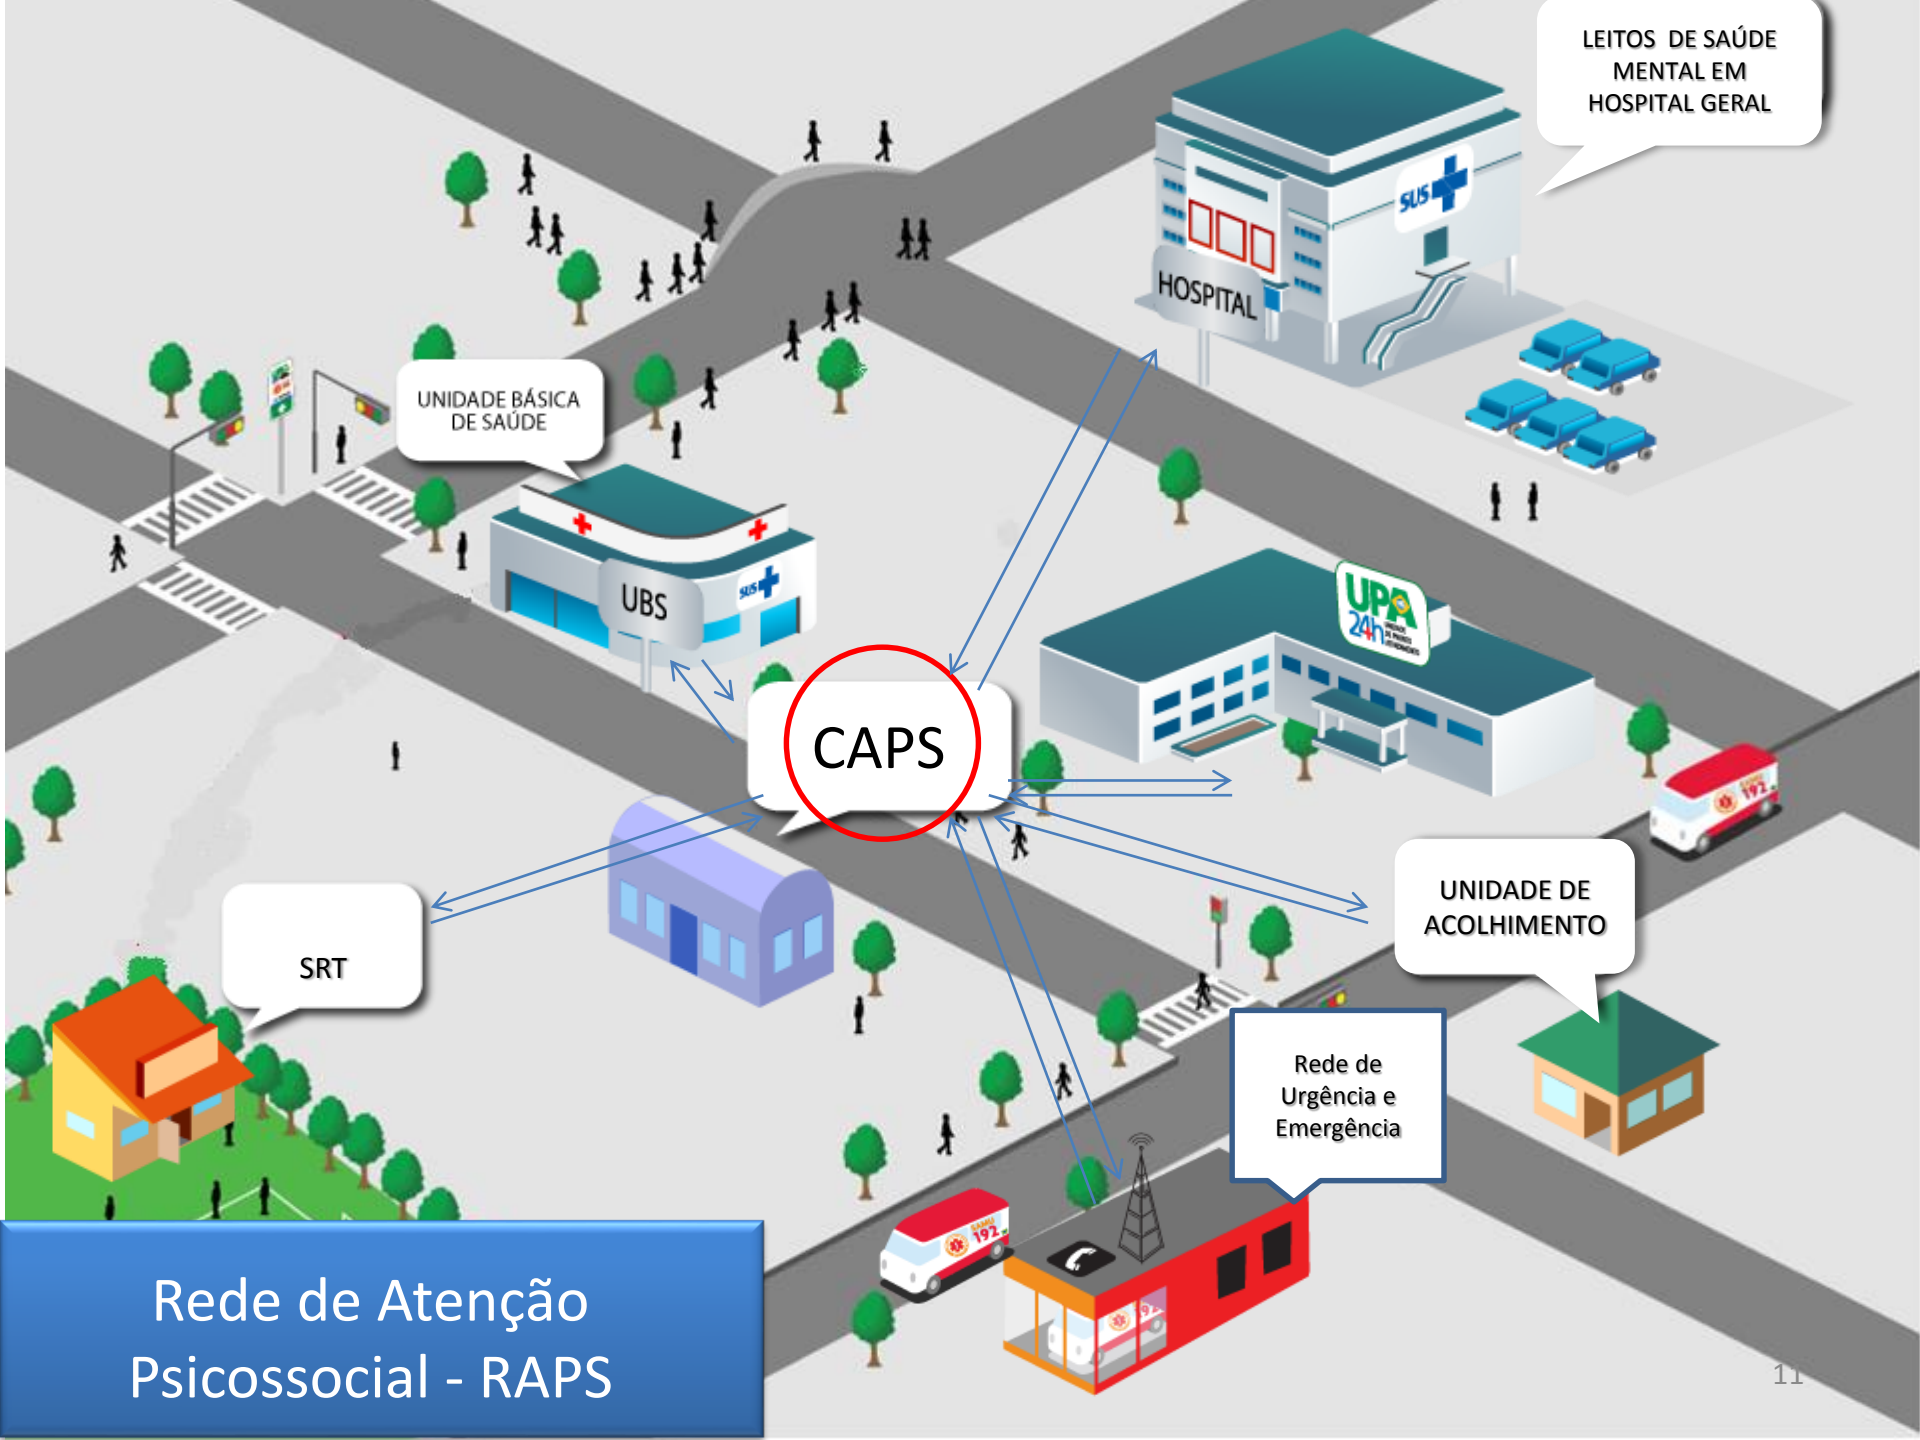 LEITOS DE SAÚDE
MENTAL EM
HOSPITAL GERAL
SUS
HOSPITAL
UNIDADE BÁSICA
DE SAÚDE
SUS
UBS
UPA
24h
CAPS
192
UNIDADE DE
ACOLHIMENTO
SRT
Rede de
Urgência e
Emergência
SAMU
192
Rede de Atenção
Psicossocial - RAPS
11